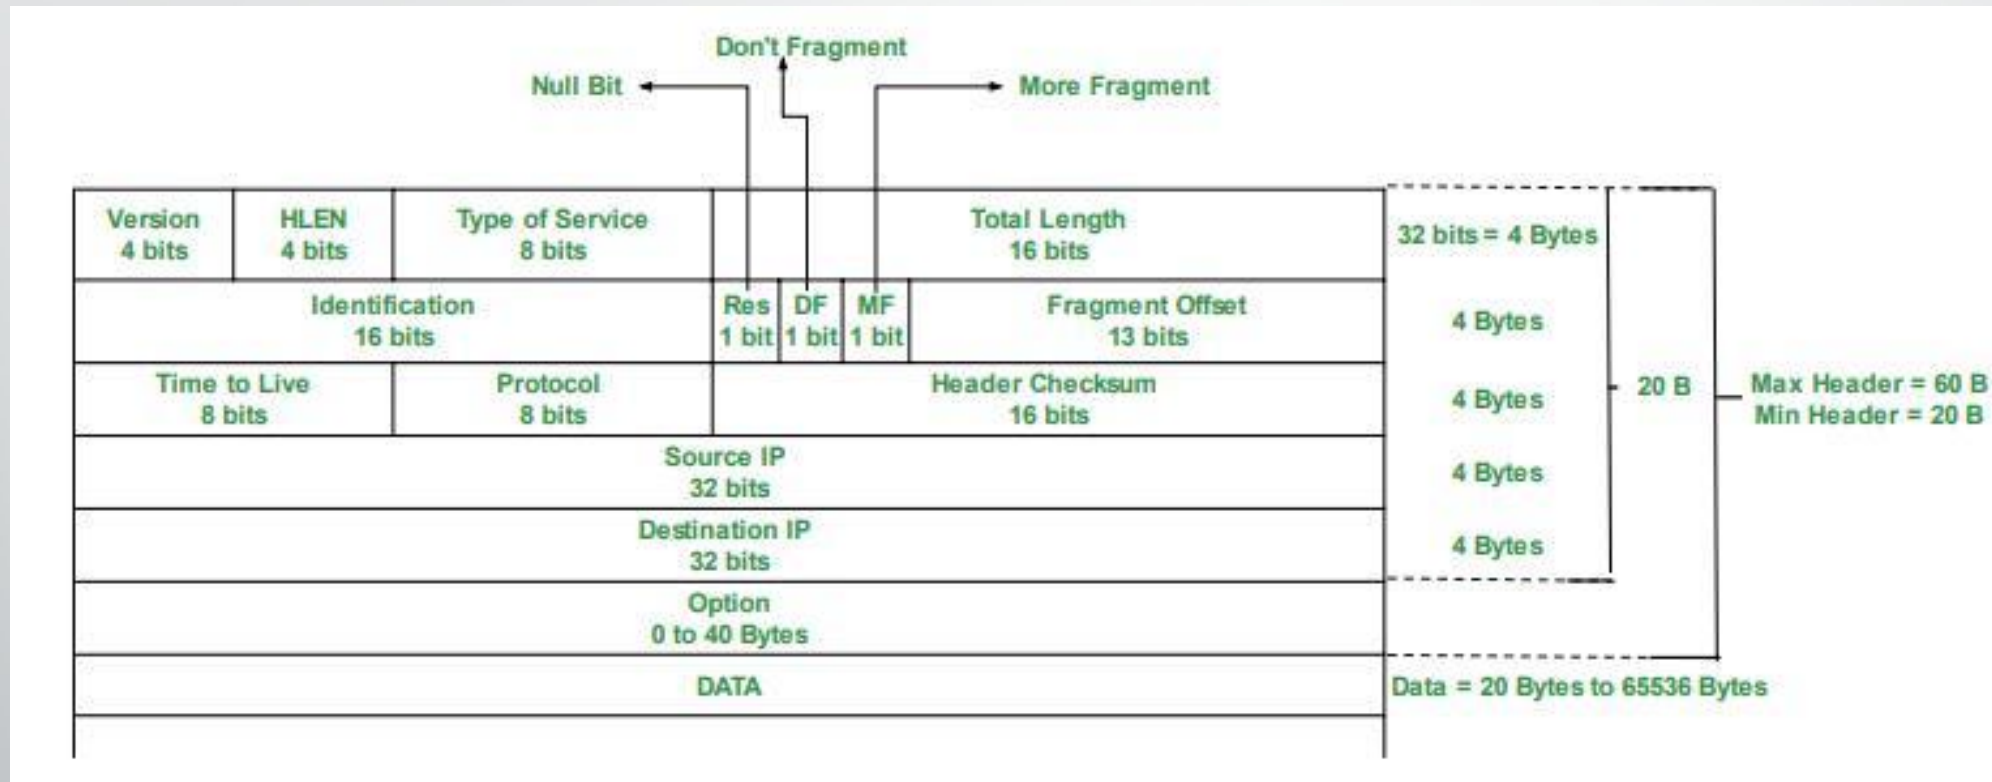 Don't Fragment
Null Bit
More Fragment
Version
4 bits
HLEN
4 bits
Type of Service
8 bits
Total Length
16 bits
32 bits = 4 Bytes
Identification
16 bits
Res
1 bit
DF
1 bit
MF
1 bit
Fragment Offset
13 bits
4 Bytes
Time to Live
8 bits
Protocol
8 bits
Header Checksum
16 bits
4 Bytes
20 B
Max Header = 60 B
Min Header = 20 B
Source IP
32 bits
4 Bytes
Destination IP
32 bits
4 Bytes
Option
0 to 40 Bytes
DATA
Data = 20 Bytes to 65536 Bytes